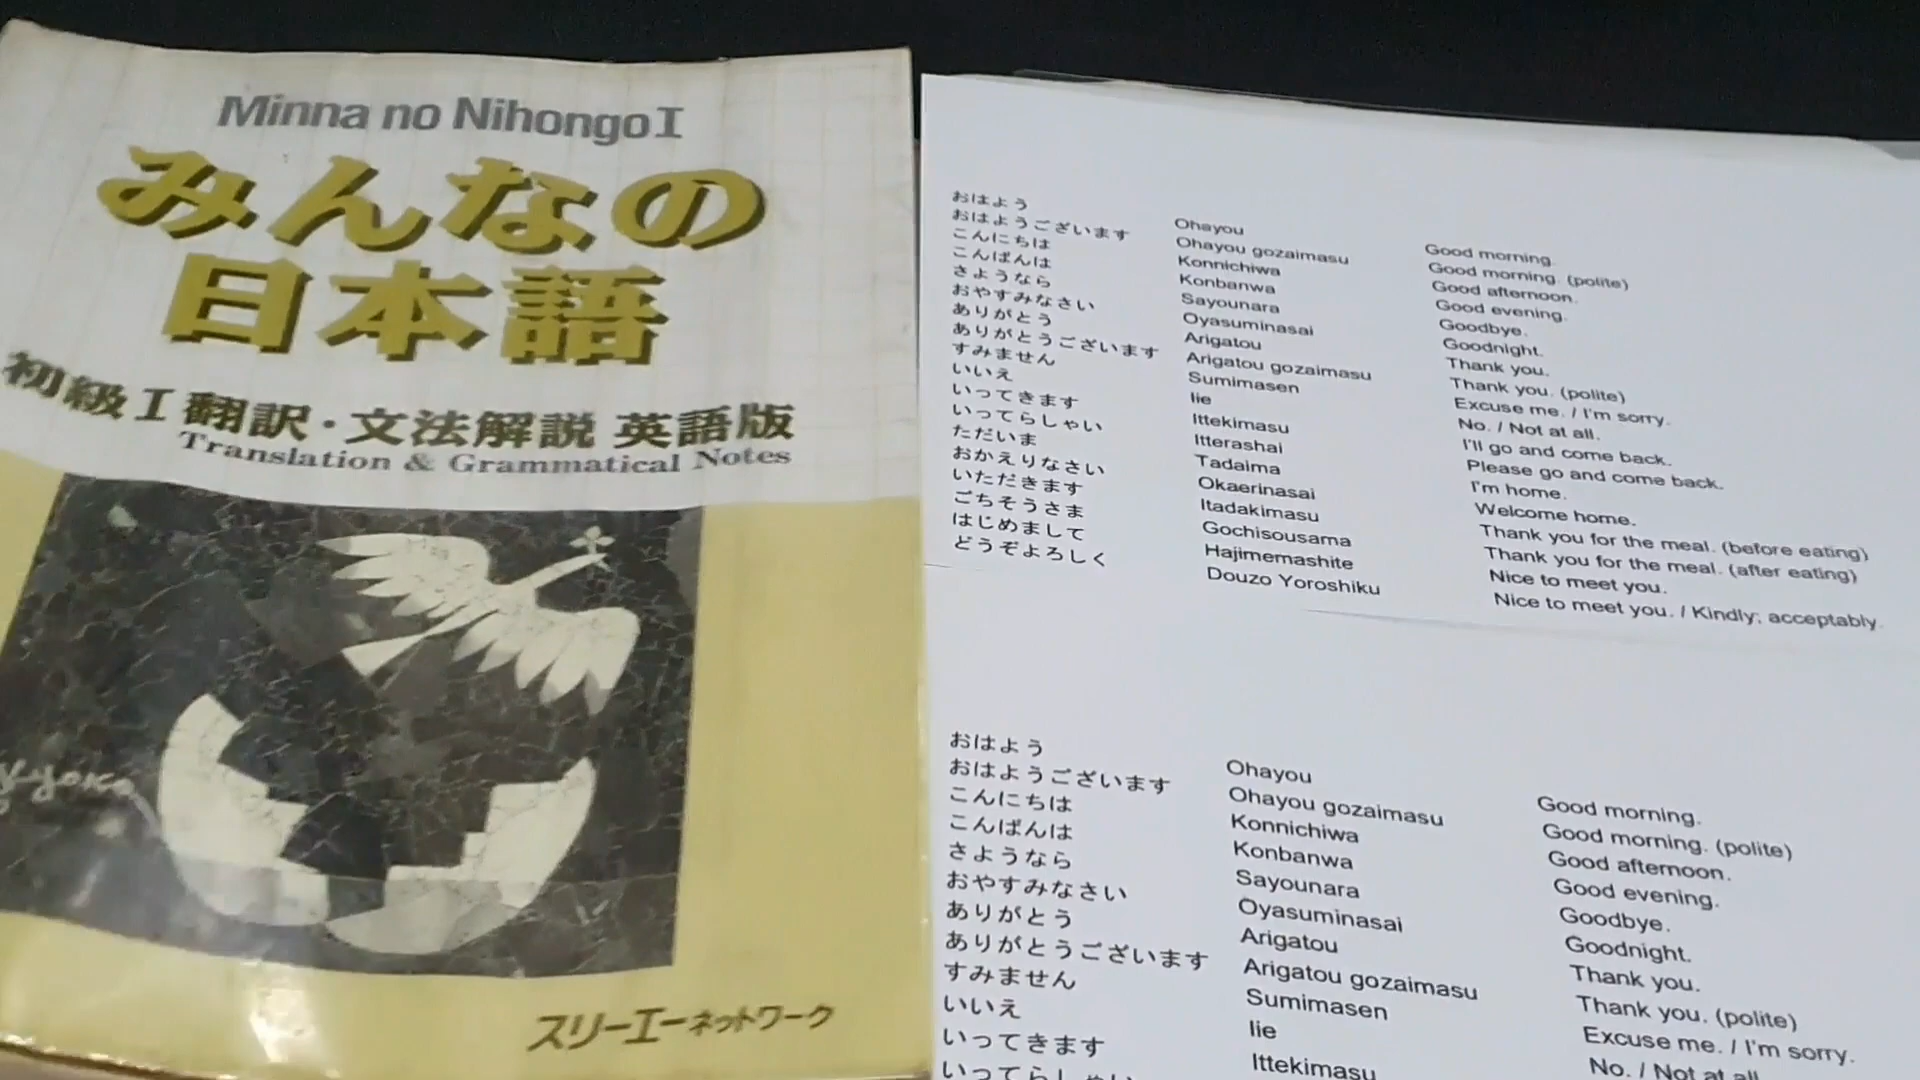 Minna no Nihongo I
みんなの
日本語
初級 I 翻訳・文法解説 英語版
Translation & Grammatical Notes
スリーエーネットワーク
おはよう Ohayou Good morning.
おはようございます Ohayou gozaimasu Good morning. (polite)
こんにちは Konnichiwa Good afternoon.
こんばんは Konbanwa Good evening.
さようなら Sayounara Goodbye.
おやすみなさい Oyasuminasai Goodnight.
ありがとう Arigatou Thank you.
ありがとうございます Arigatou gozaimasu Thank you. (polite)
すみません Sumimasen Excuse me. / I'm sorry.
いいえ Iie No. / Not at all.
いってきます Ittekimasu I'll go and come back.
いってらしゃい Itterashai Please go and come back.
ただいま Tadaima I'm home.
おかえりなさい Okaerinasai Welcome home.
いただきます Itadakimasu Thank you for the meal. (before eating)
ごちそうさま Gochisousama Thank you for the meal. (after eating)
はじめまして Hajimemashite Nice to meet you.
どうぞよろしく Douzo Yoroshiku Nice to meet you. / Kindly; acceptably.
おはよう Ohayou Good morning.
おはようございます Ohayou gozaimasu Good morning. (polite)
こんにちは Konnichiwa Good afternoon.
こんばんは Konbanwa Good evening.
さようなら Sayounara Goodbye.
おやすみなさい Oyasuminasai Goodnight.
ありがとう Arigatou Thank you.
ありがとうございます Arigatou gozaimasu Thank you. (polite)
すみません Sumimasen Excuse me. / I'm sorry.
いいえ Iie No. / Not at all
いってきます Ittekimasu
いってらしゃい